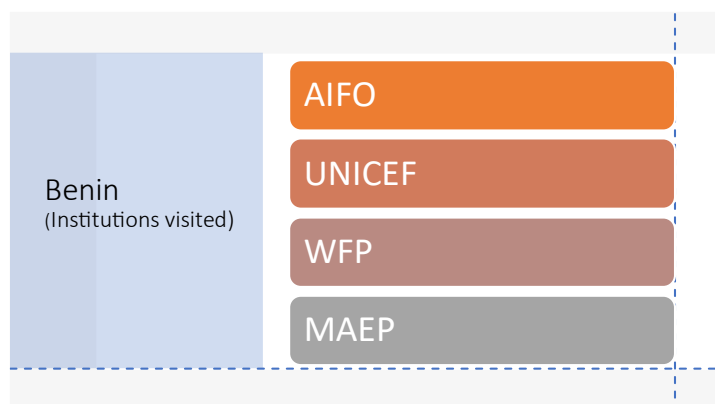 Benin
(Institutions visited)
AIFO
UNICEF
WFP
MAEP